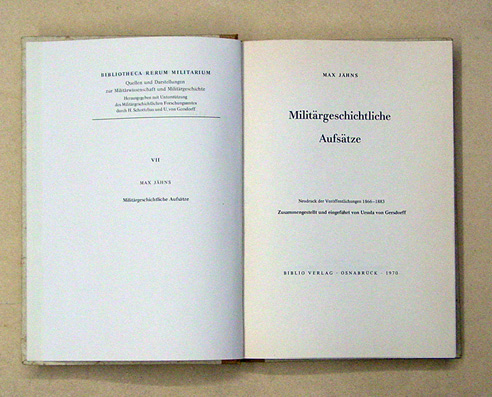 BIBLIOTHECA RERUM MILITARIUM
Quellen und Darstellungen
zur Militärwissenschaft und Militärgeschichte
Herausgegeben mit Unterstützung
des Militärgeschichtlichen Forschungsamtes
durch H. und U. von Gersdorff
VII
MAX JÄHNS
Militärgeschichtliche Aufsätze
MAX JÄHNS
Militärgeschichtliche
Aufsätze
Neudruck der Veröffentlichungen 1866–1883
Zusammengestellt und eingeführt von Ursula von Gersdorff
BIBLIO VERLAG · OSNABRÜCK · 1970